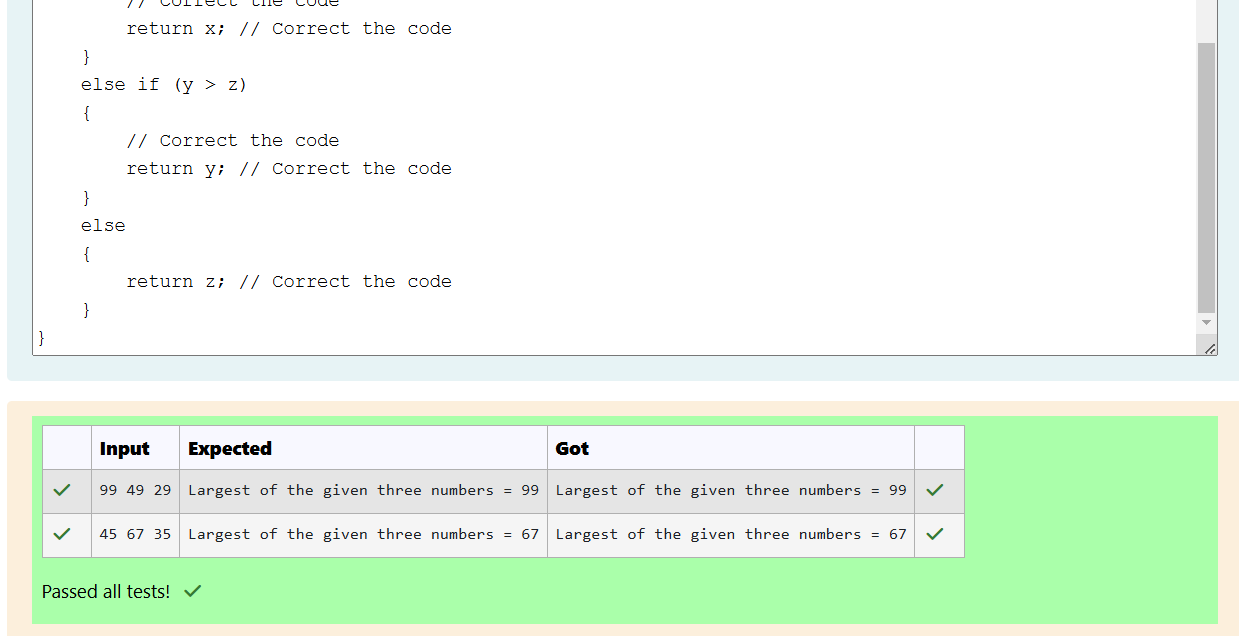 // Correct the code
return x; // Correct the code
}
else if (y > z)
{
// Correct the code
return y; // Correct the code
}
else
{
return z; // Correct the code
}
}
Input Expected Got
99 49 29 Largest of the given three numbers = 99 Largest of the given three numbers = 99
45 67 35 Largest of the given three numbers = 67 Largest of the given three numbers = 67
Passed all tests!